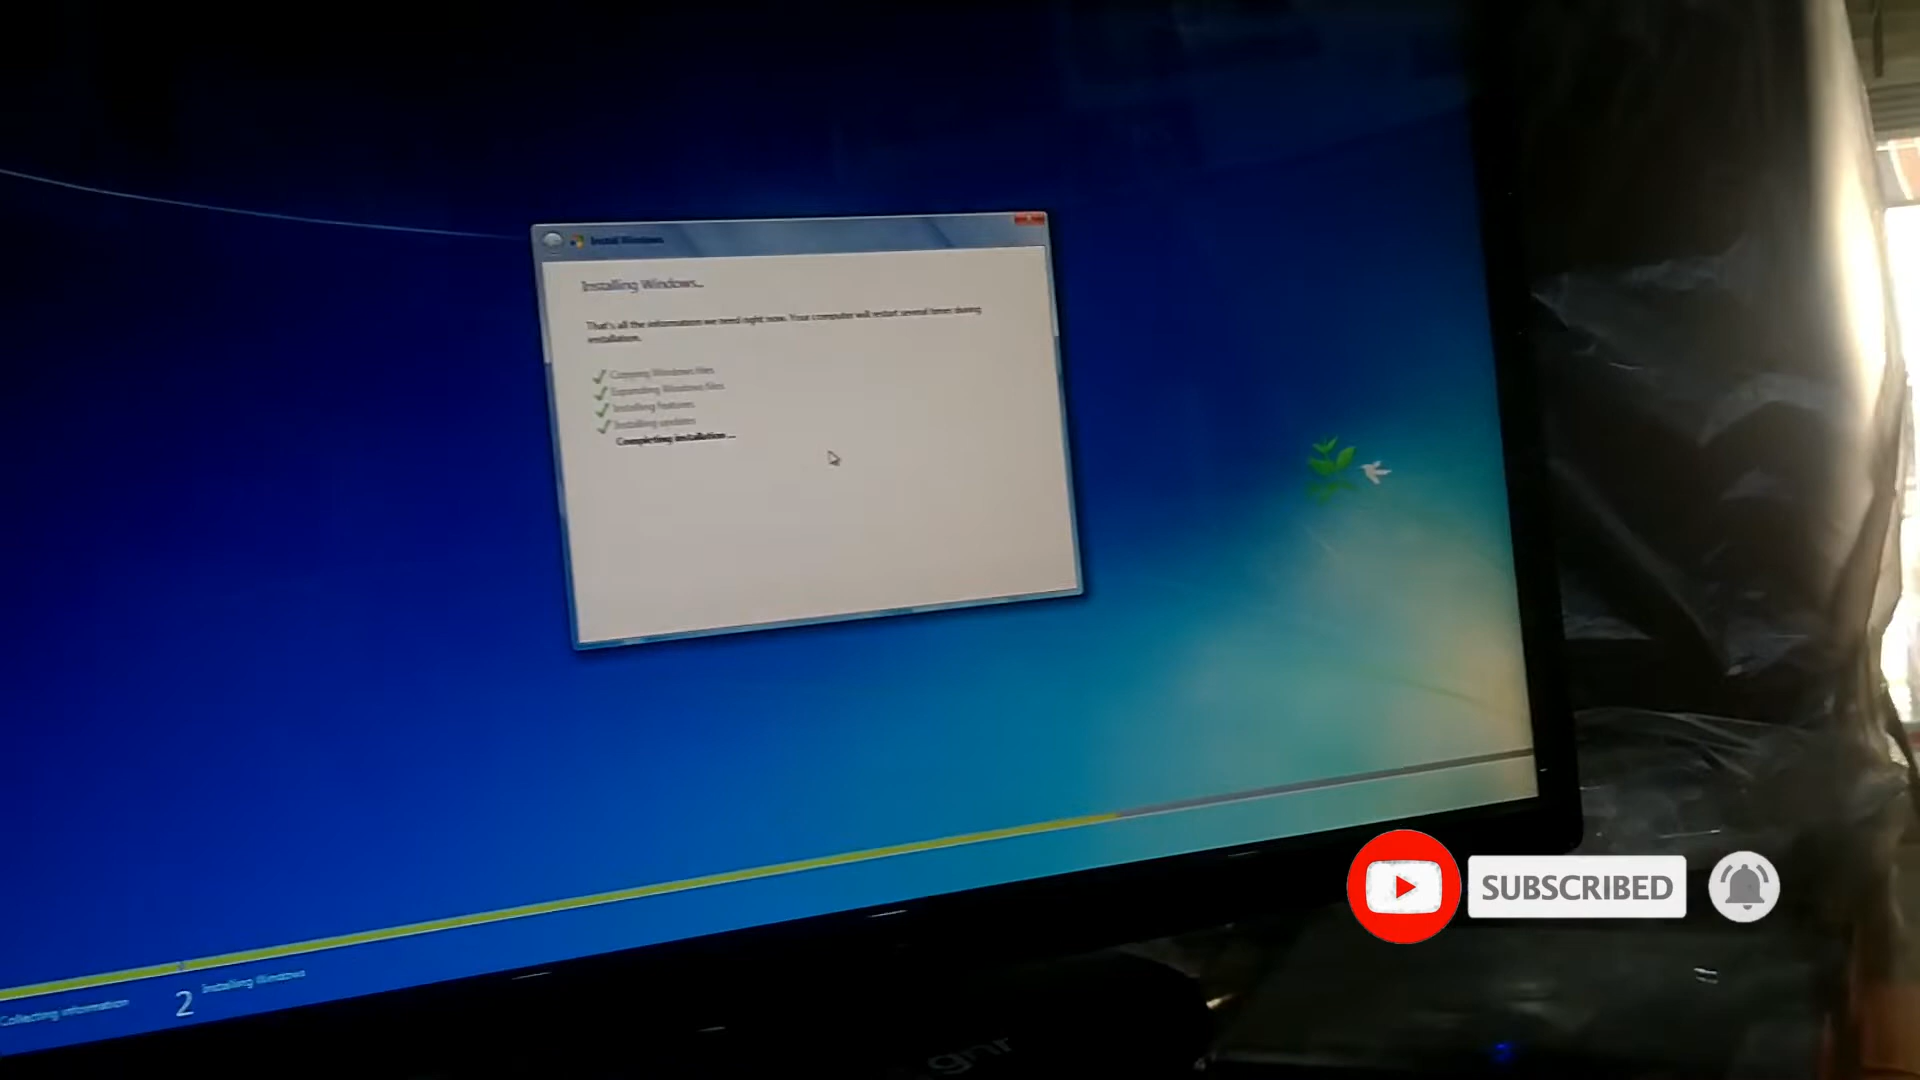 Install Windows
Installing Windows...
That's all the information we need right now. Your computer will restart several times during
installation.
Copying Windows files
Expanding Windows files
Installing features
Installing updates
Completing installation ...
SUBSCRIBED
Collecting information
2 Installing Windows
gnr